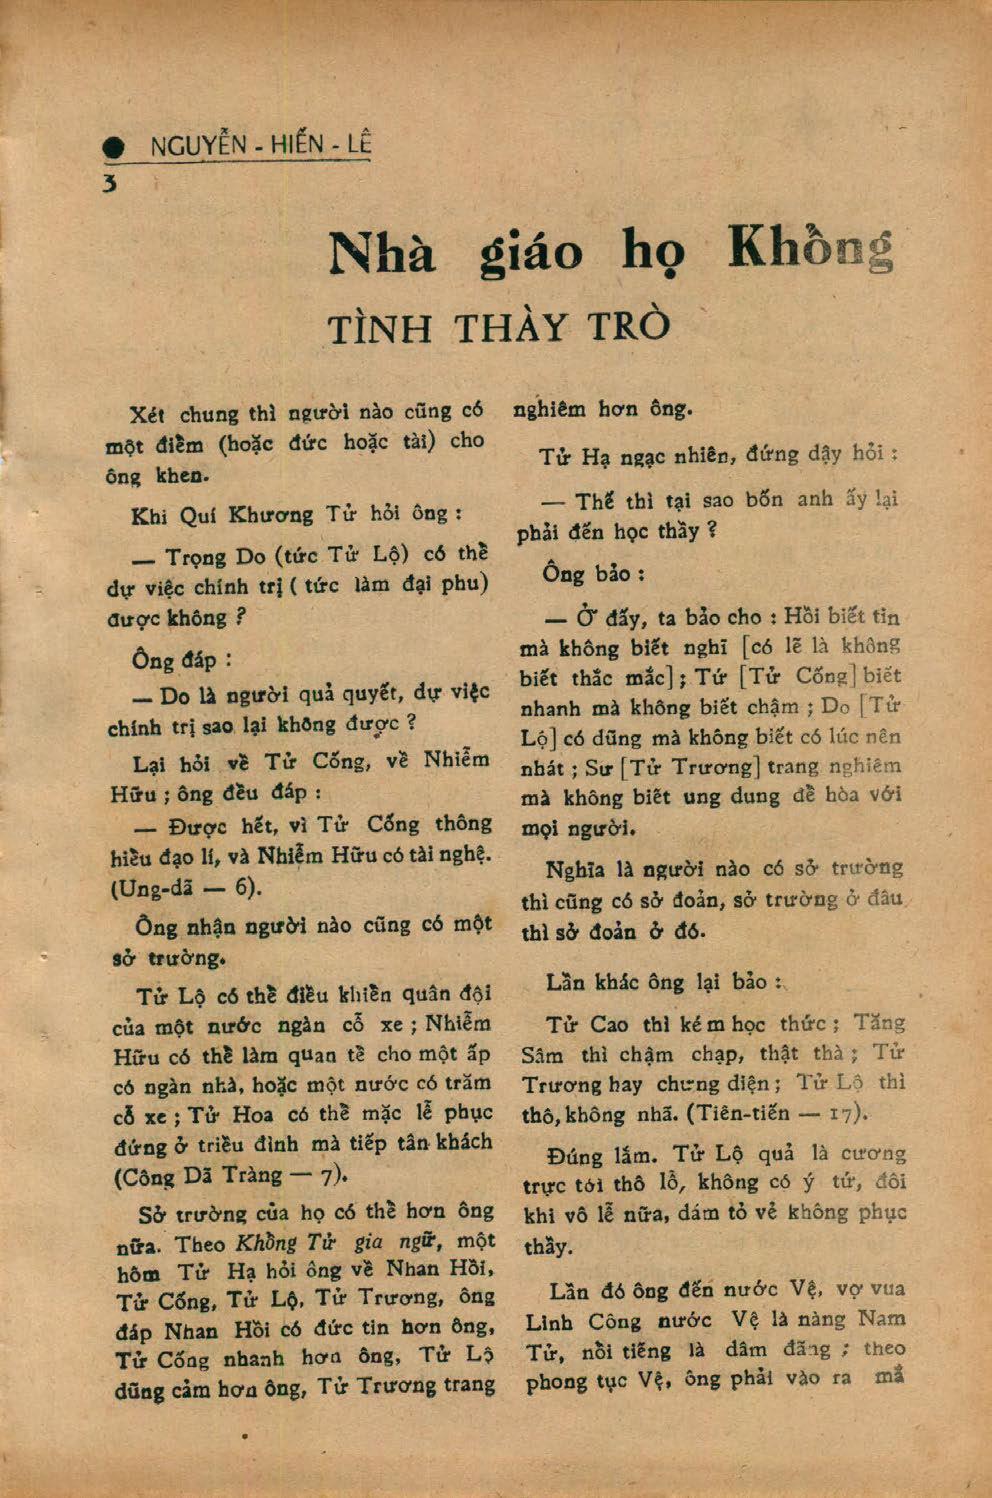 ● NGUYỄN - HIẾN - LÊ
3
Nhà giáo họ Khổng
TÌNH THÀY TRÒ
Xét chung thì người nào cũng có
một điểm (hoặc đức hoặc tài) cho
ông khen.
Khi Quí Khương Tử hỏi ông :
— Trọng Do (tức Tử Lộ) có thể
dự việc chính trị ( tức làm đại phu)
được không ?
Ông đáp :
— Do là người quả quyết, dự việc
chính trị sao lại không được ?
Lại hỏi về Tử Cống, về Nhiễm
Hữu ; ông đều đáp :
— Được hết, vì Tử Cống thông
hiểu đạo lí, và Nhiễm Hữu có tài nghệ.
(Ung-dã — 6).
Ông nhận người nào cũng có một
sở trường.
Tử Lộ có thể điều khiển quân đội
của một nước ngàn cỗ xe ; Nhiễm
Hữu có thể làm quan tể cho một ấp
có ngàn nhà, hoặc một nước có trăm
cỗ xe ; Tử Hoa có thể mặc lễ phục
đứng ở triều đình mà tiếp tân khách
(Công Dã Tràng — 7).
Sở trường của họ có thể hơn ông
nữa. Theo Khổng Tử gia ngữ, một
hôm Tử Hạ hỏi ông về Nhan Hồi,
Tử Cống, Tử Lộ, Tử Trương, ông
đáp Nhan Hồi có đức tin hơn ông,
Tử Cống nhanh hơn ông, Tử Lộ
dũng cảm hơn ông, Tử Trương trang
nghiêm hơn ông.
Tử Hạ ngạc nhiên, đứng dậy hỏi :
— Thế thì tại sao bốn anh ấy lại
phải đến học thầy ?
Ông bảo :
— Ở đấy, ta bảo cho : Hồi biết tin
mà không biết nghĩ [có lẽ là không
biết thắc mắc] ; Tứ [Tử Cống] biết
nhanh mà không biết chậm ; Do [Tử
Lộ] có dũng mà không biết có lúc nên
nhát ; Sư [Tử Trương] trang nghiêm
mà không biết ung dung để hòa với
mọi người.
Nghĩa là người nào có sở trường
thì cũng có sở đoản, sở trường ở đâu
thì sở đoản ở đó.
Lần khác ông lại bảo :
Tử Cao thì kém học thức ; Tăng
Sâm thì chậm chạp, thật thà ; Tử
Trương hay chưng diện ; Tử Lộ thì
thô, không nhã. (Tiên-tiến — 17).
Đúng lắm. Tử Lộ quả là cương
trực tới thô lỗ, không có ý tứ, đôi
khi vô lễ nữa, dám tỏ vẻ không phục
thầy.
Lần đó ông đến nước Vệ, vợ vua
Linh Công nước Vệ là nàng Nam
Tử, nổi tiếng là dâm đãng ; theo
phong tục Vệ, ông phải vào ra mắ